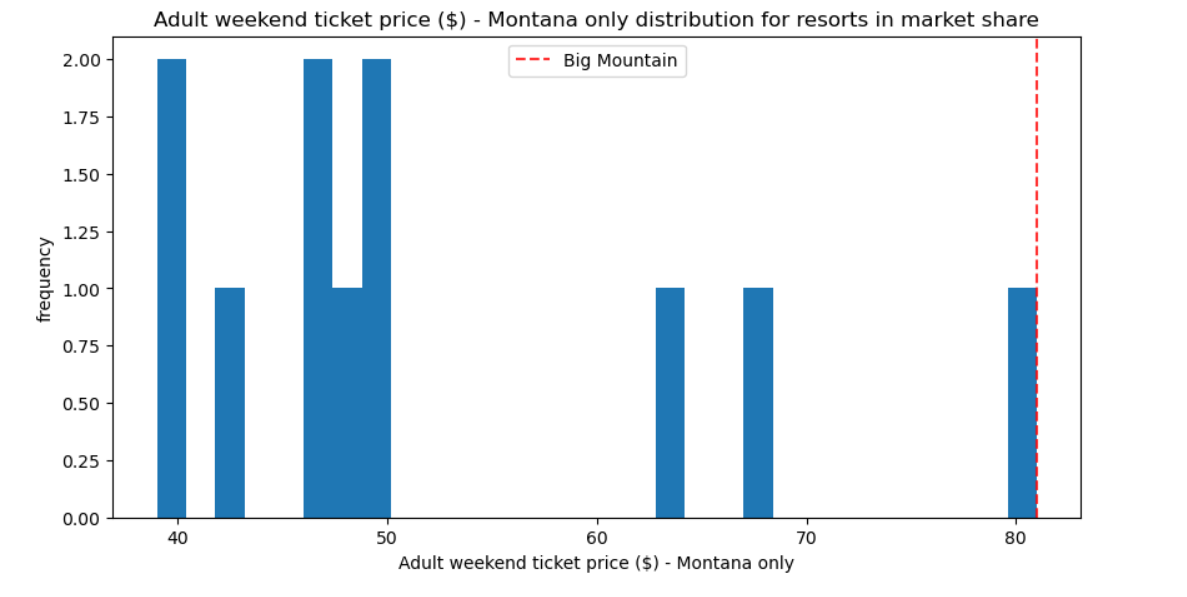 Adult weekend ticket price ($) - Montana only distribution for resorts in market share
Big Mountain
frequency
2.00
1.75
1.50
1.25
1.00
0.75
0.50
0.25
0.00
40 50 60 70 80
Adult weekend ticket price ($) - Montana only